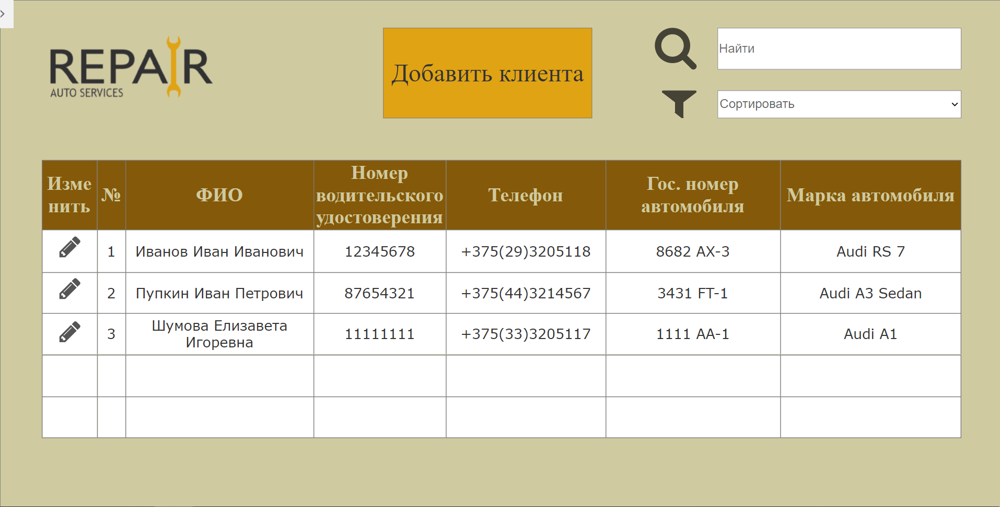 REPAIR
AUTO SERVICES
Добавить клиента
Найти
Сортировать
Изме
нить
№
ФИО
Номер
водительского
удостоверения
Телефон
Гос. номер
автомобиля
Марка автомобиля
1 Иванов Иван Иванович 12345678 +375(29)3205118 8682 AX-3 Audi RS 7
2 Пупкин Иван Петрович 87654321 +375(44)3214567 3431 FT-1 Audi A3 Sedan
3 Шумова Елизавета
Игоревна 11111111 +375(33)3205117 1111 AA-1 Audi A1